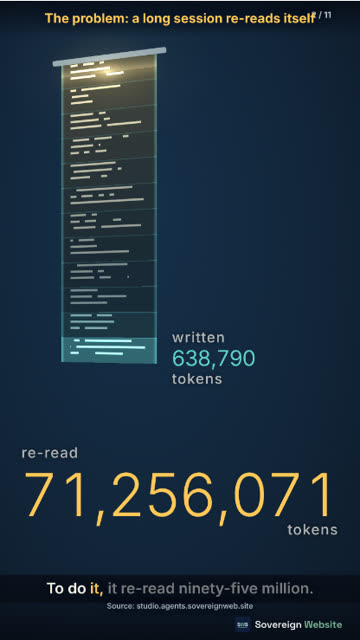 The problem: a long session re-reads itself
/ 11
written
638,790
tokens
re-read
71,256,071
tokens
To do it, it re-read ninety-five million.
Source: studio.agents.sovereignweb.site
Sovereign Website